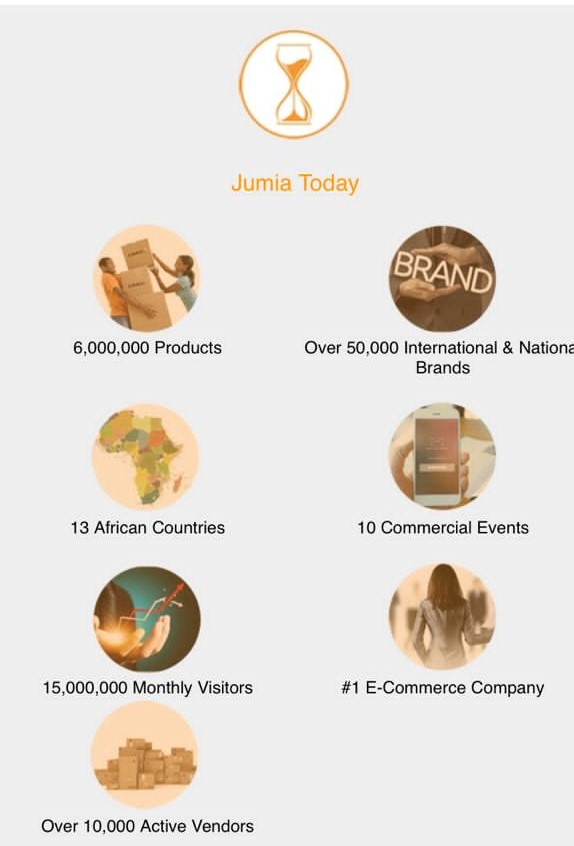 Jumia Today
BRAND
6,000,000 Products
Over 50,000 International & Nationa
Brands
13 African Countries
10 Commercial Events
15,000,000 Monthly Visitors
#1 E-Commerce Company
Over 10,000 Active Vendors